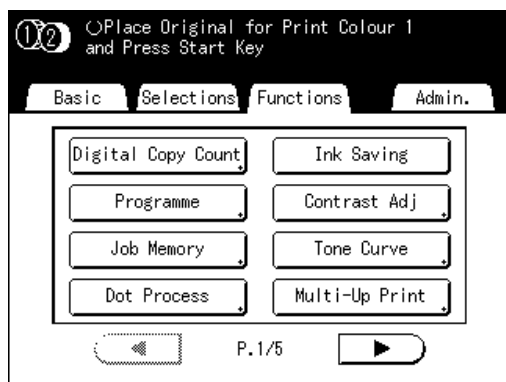 ①② ○Place Original for Print Colour 1
and Press Start Key
Basic Selections Functions Admin.
Digital Copy Count Ink Saving
Programme Contrast Adj
Job Memory Tone Curve
Dot Process Multi-Up Print
◀ P.1/5 ▶